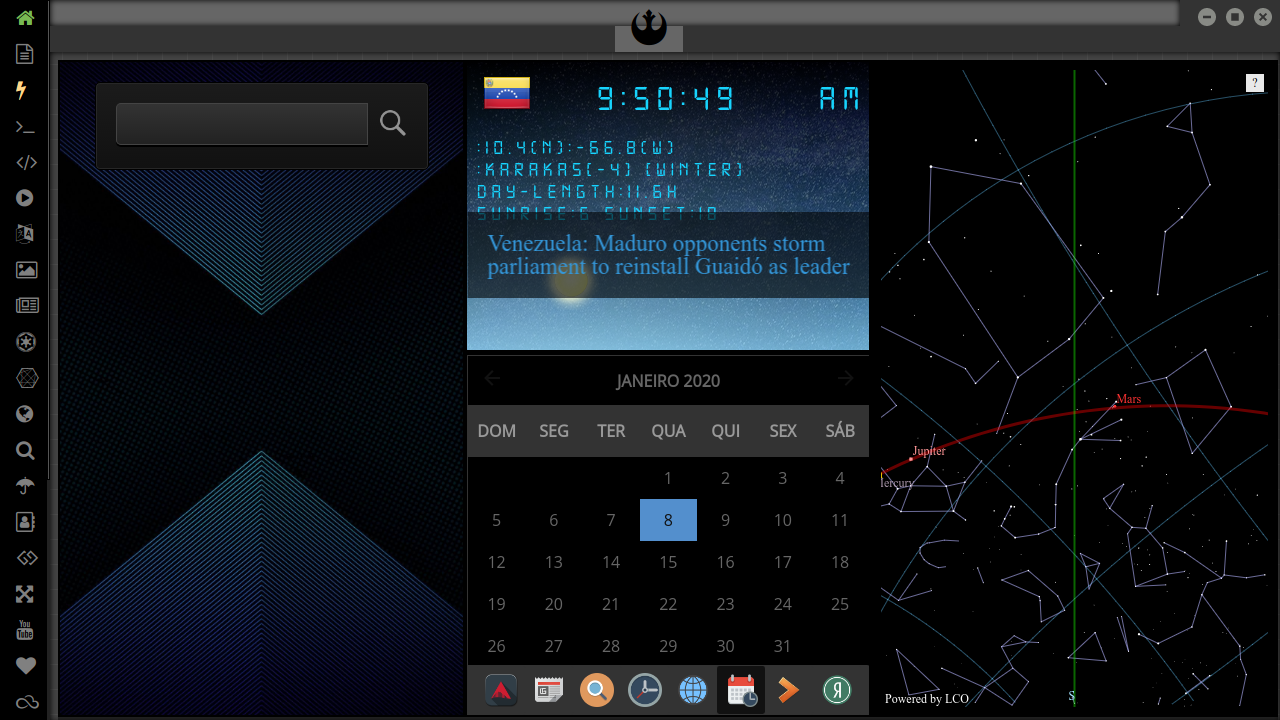 ?
9:50:49 AM
:10.4(N):-66.8(W)
:KARAKAS(-4) (WINTER)
DAY-LENGTH:11.6H
SUNRISE:6 SUNSET:18
Venezuela: Maduro opponents storm
parliament to reinstall Guaidó as leader
JANEIRO 2020
DOM SEG TER QUA QUI SEX SÁB
1 2 3 4
5 6 7 8 9 10 11
12 13 14 15 16 17 18
19 20 21 22 23 24 25
26 27 28 29 30 31
Mars
Jupiter
ercury
Powered by LCO
S
You
Tube
Я